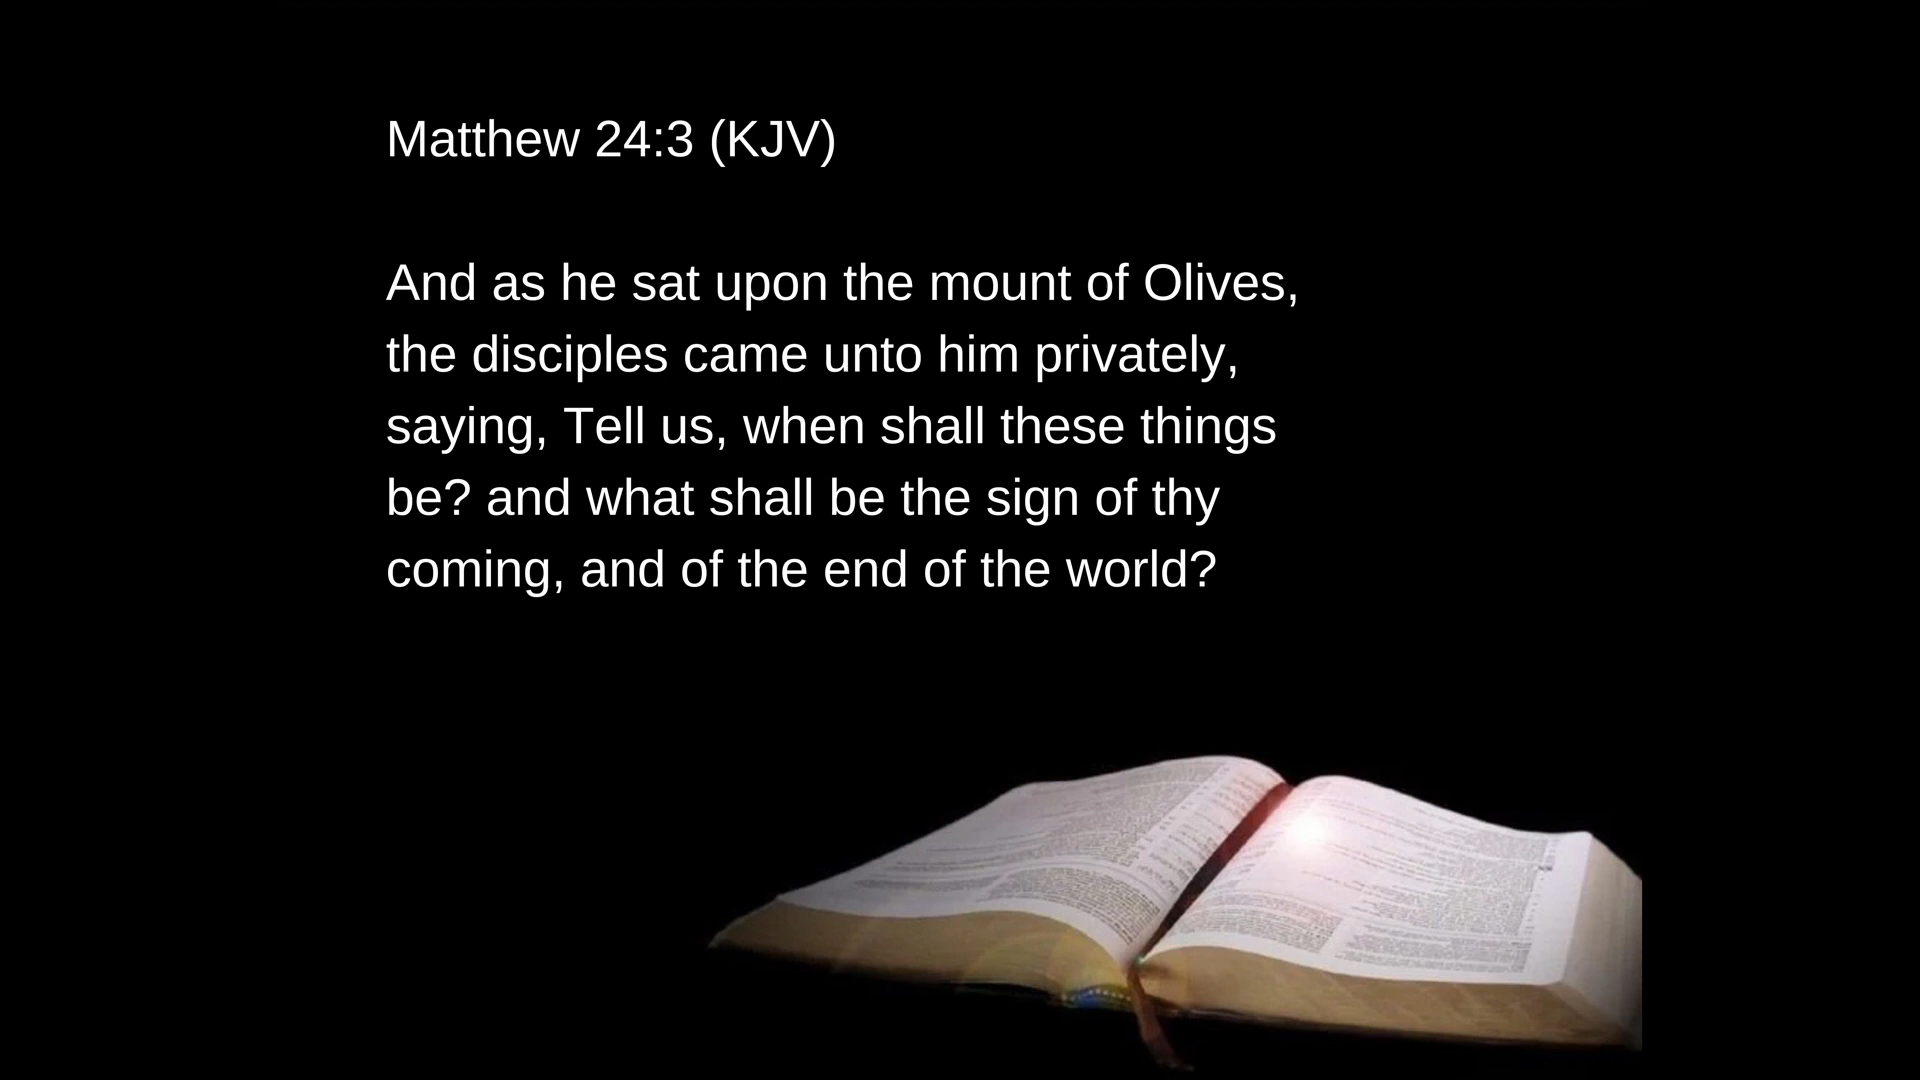 Matthew 24:3 (KJV)
And as he sat upon the mount of Olives,
the disciples came unto him privately,
saying, Tell us, when shall these things
be? and what shall be the sign of thy
coming, and of the end of the world?